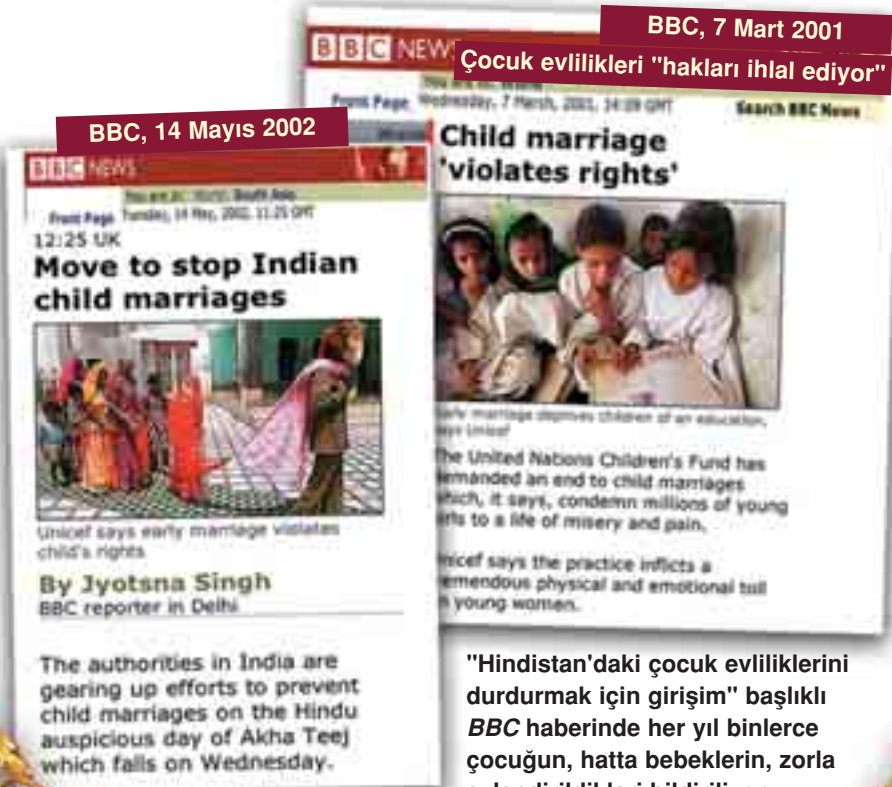 BBC, 7 Mart 2001
BBC NEWS
Çocuk evlilikleri "hakları ihlal ediyor"
Front Page Wednesday, 7 March, 2001, 14:09 GMT
Search BBC News
Child marriage
'violates rights'
marriage deprives children of an education,
says Unicef
The United Nations Children's Fund has
demanded an end to child marriages
which, it says, condemn millions of young
girls to a life of misery and pain.
Unicef says the practice inflicts a
tremendous physical and emotional toll
young women.
BBC, 14 Mayıs 2002
BBC NEWS
You are in: World: South Asia
Front Page Tuesday, 14 May, 2002, 11:25 GMT
12:25 UK
Move to stop Indian
child marriages
Unicef says early marriage violates
child's rights
By Jyotsna Singh
BBC reporter in Delhi
The authorities in India are
gearing up efforts to prevent
child marriages on the Hindu
auspicious day of Akha Teej
which falls on Wednesday.
"Hindistan'daki çocuk evliliklerini
durdurmak için girişim" başlıklı
BBC haberinde her yıl binlerce
çocuğun, hatta bebeklerin, zorla